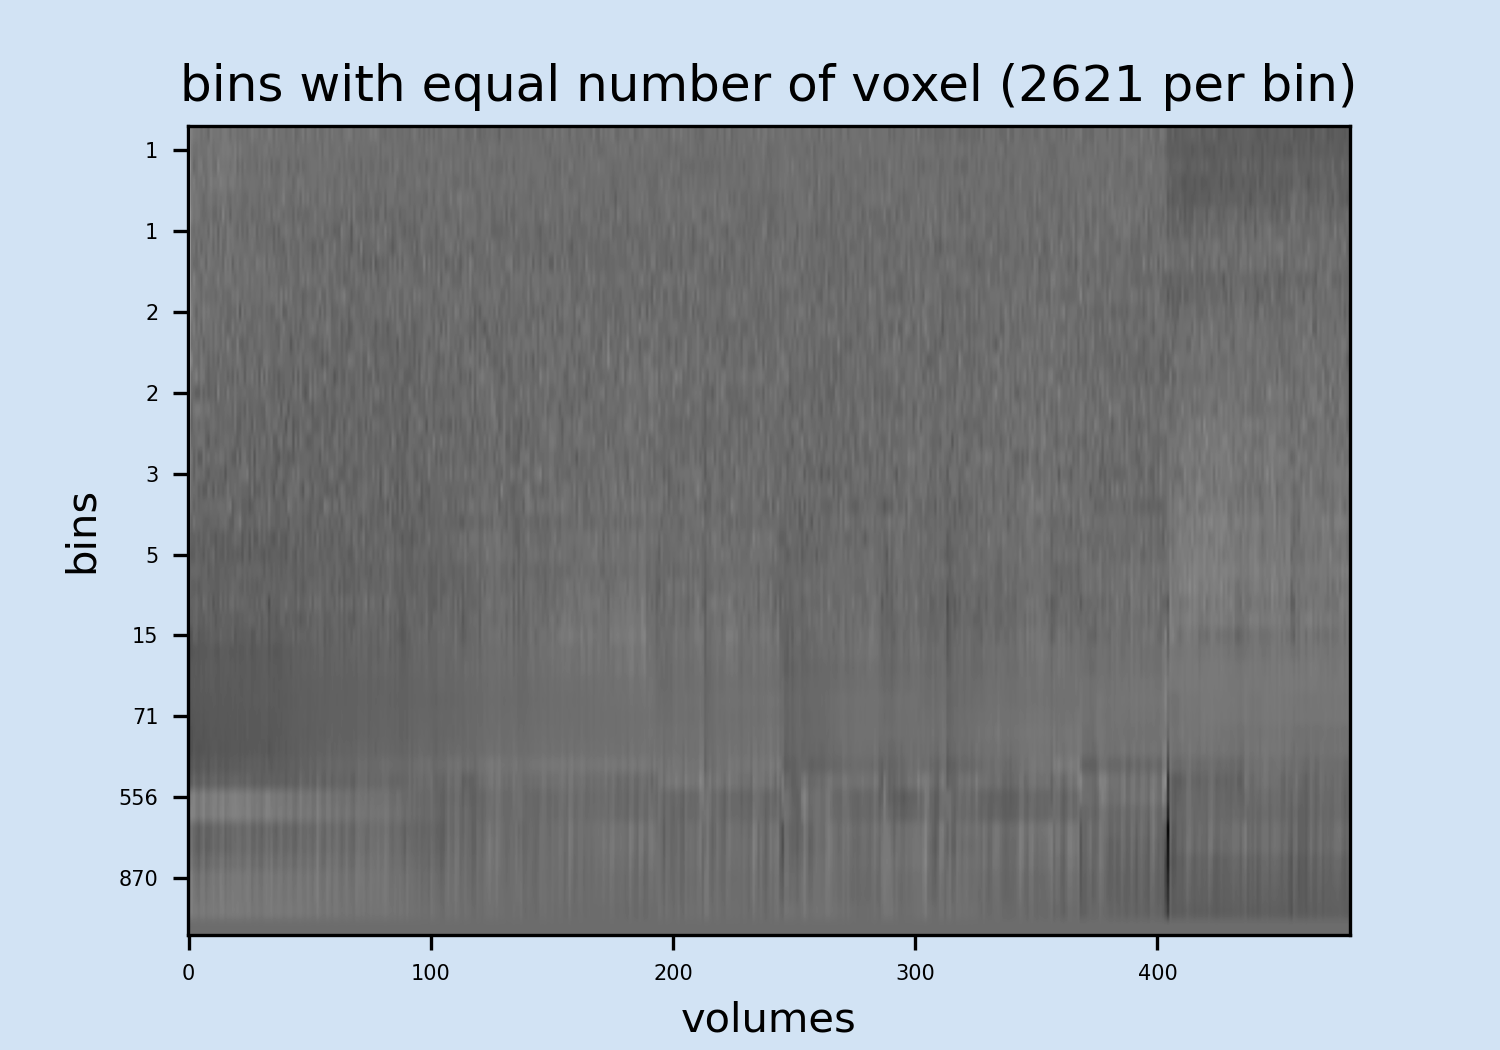 bins with equal number of voxel (2621 per bin)
bins
1
1
2
2
3
5
15
71
556
870
0 100 200 300 400
volumes